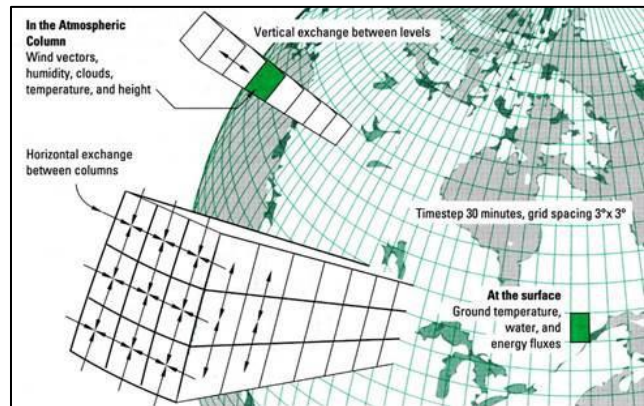 In the Atmospheric
Column
Wind vectors,
humidity, clouds,
temperature, and height
Vertical exchange between levels
Horizontal exchange
between columns
Timestep 30 minutes, grid spacing 3°x 3°
At the surface
Ground temperature,
water, and
energy fluxes